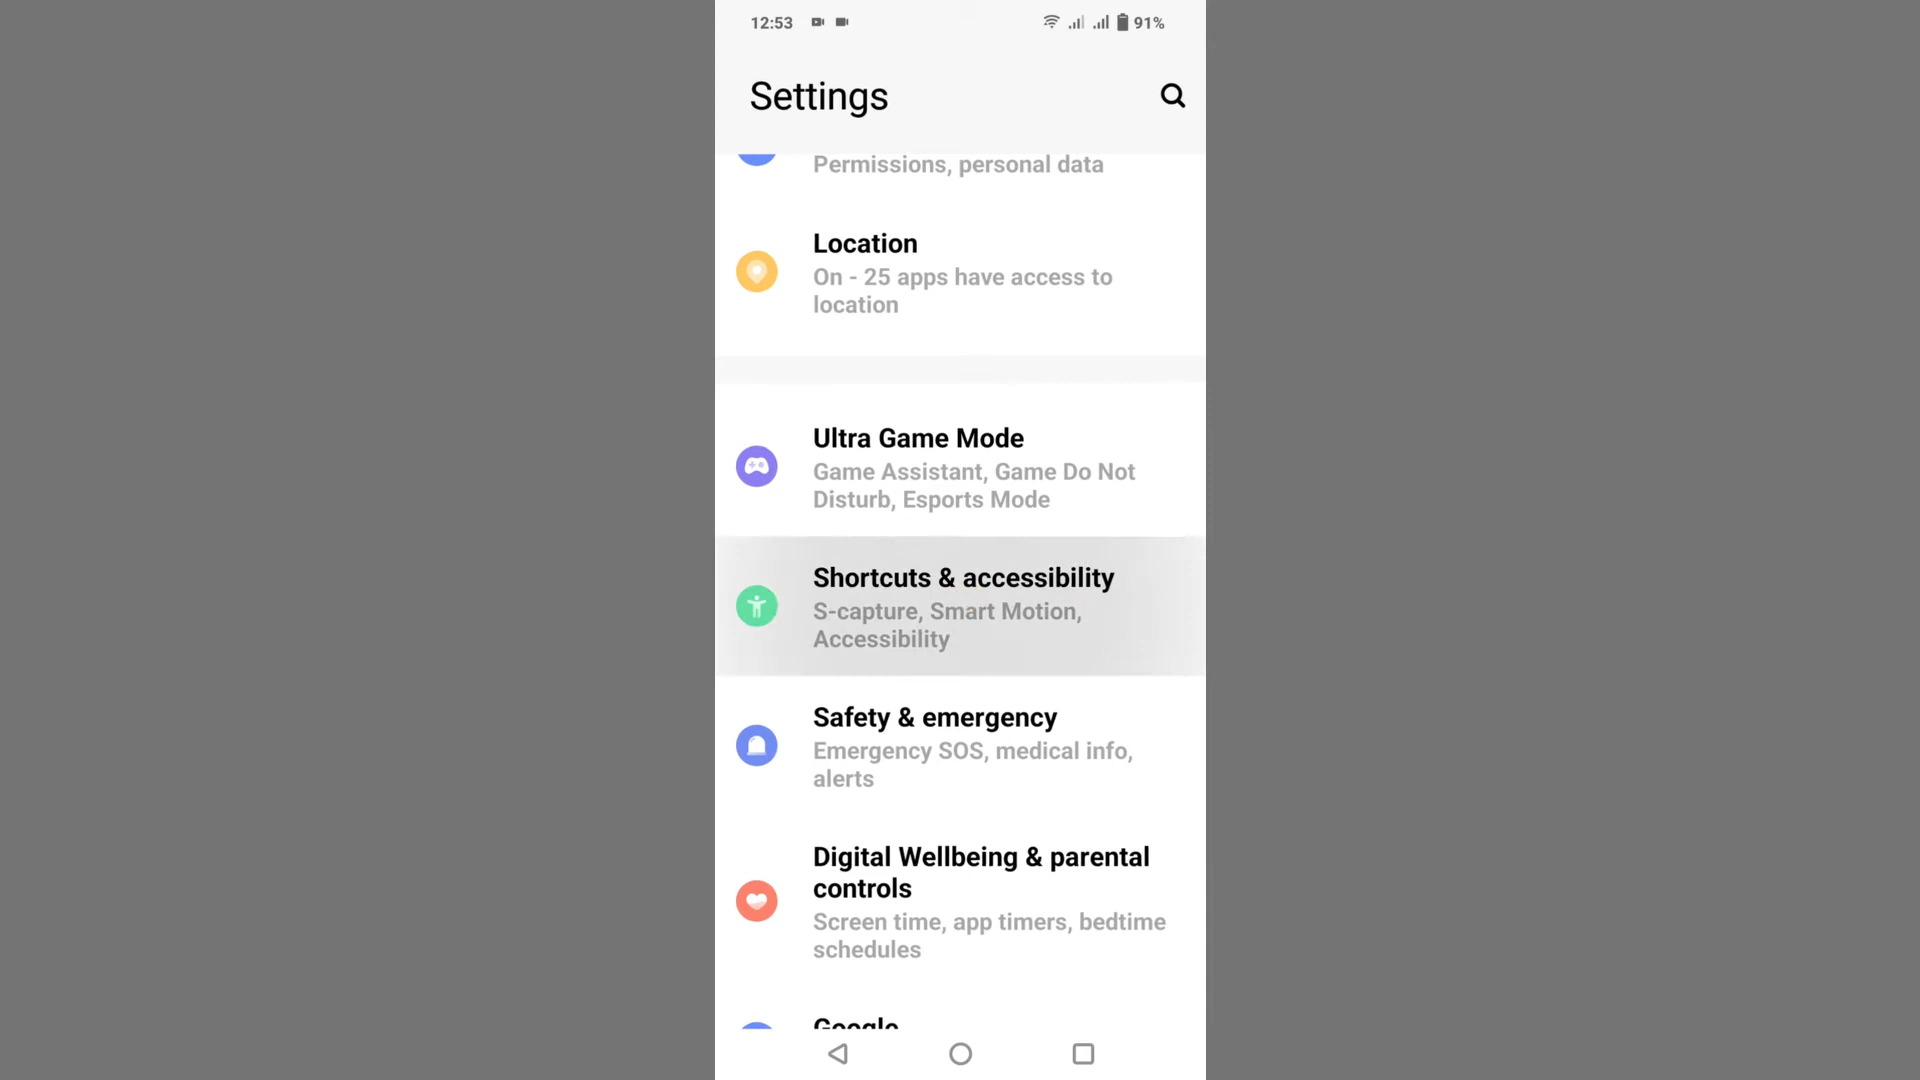 12:53
91%
Settings
Permissions, personal data
Location
On - 25 apps have access to
location
Ultra Game Mode
Game Assistant, Game Do Not
Disturb, Esports Mode
Shortcuts & accessibility
S-capture, Smart Motion,
Accessibility
Safety & emergency
Emergency SOS, medical info,
alerts
Digital Wellbeing & parental
controls
Screen time, app timers, bedtime
schedules
Google